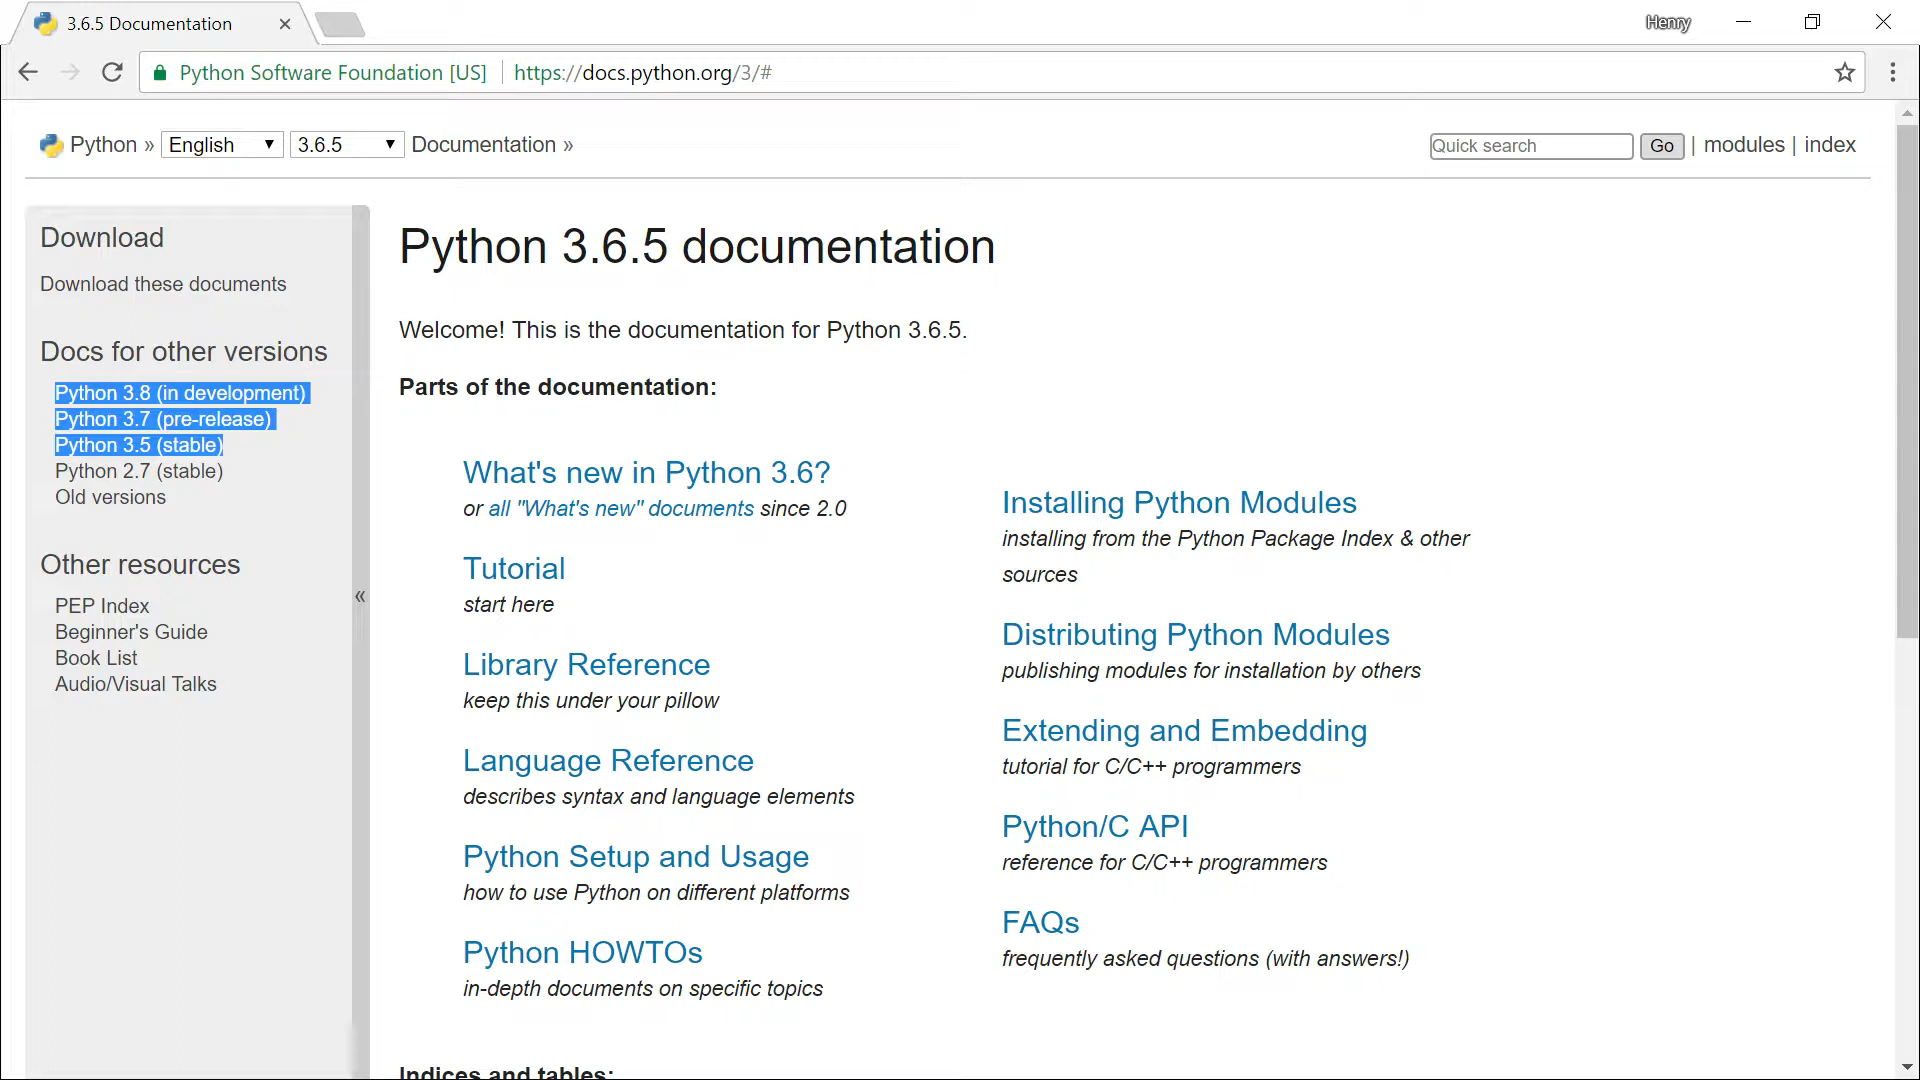 3.6.5 Documentation
Henry
Python Software Foundation [US] https://docs.python.org/3/#
Python » English 3.6.5 Documentation »
Quick search Go | modules | index
Download
Download these documents
Docs for other versions
Python 3.8 (in development)
Python 3.7 (pre-release)
Python 3.5 (stable)
Python 2.7 (stable)
Old versions
Other resources
PEP Index
Beginner's Guide
Book List
Audio/Visual Talks
«
Python 3.6.5 documentation
Welcome! This is the documentation for Python 3.6.5.
Parts of the documentation:
What's new in Python 3.6?
or all "What's new" documents since 2.0
Tutorial
start here
Library Reference
keep this under your pillow
Language Reference
describes syntax and language elements
Python Setup and Usage
how to use Python on different platforms
Python HOWTOs
in-depth documents on specific topics
Installing Python Modules
installing from the Python Package Index & other
sources
Distributing Python Modules
publishing modules for installation by others
Extending and Embedding
tutorial for C/C++ programmers
Python/C API
reference for C/C++ programmers
FAQs
frequently asked questions (with answers!)
Indices and tables: